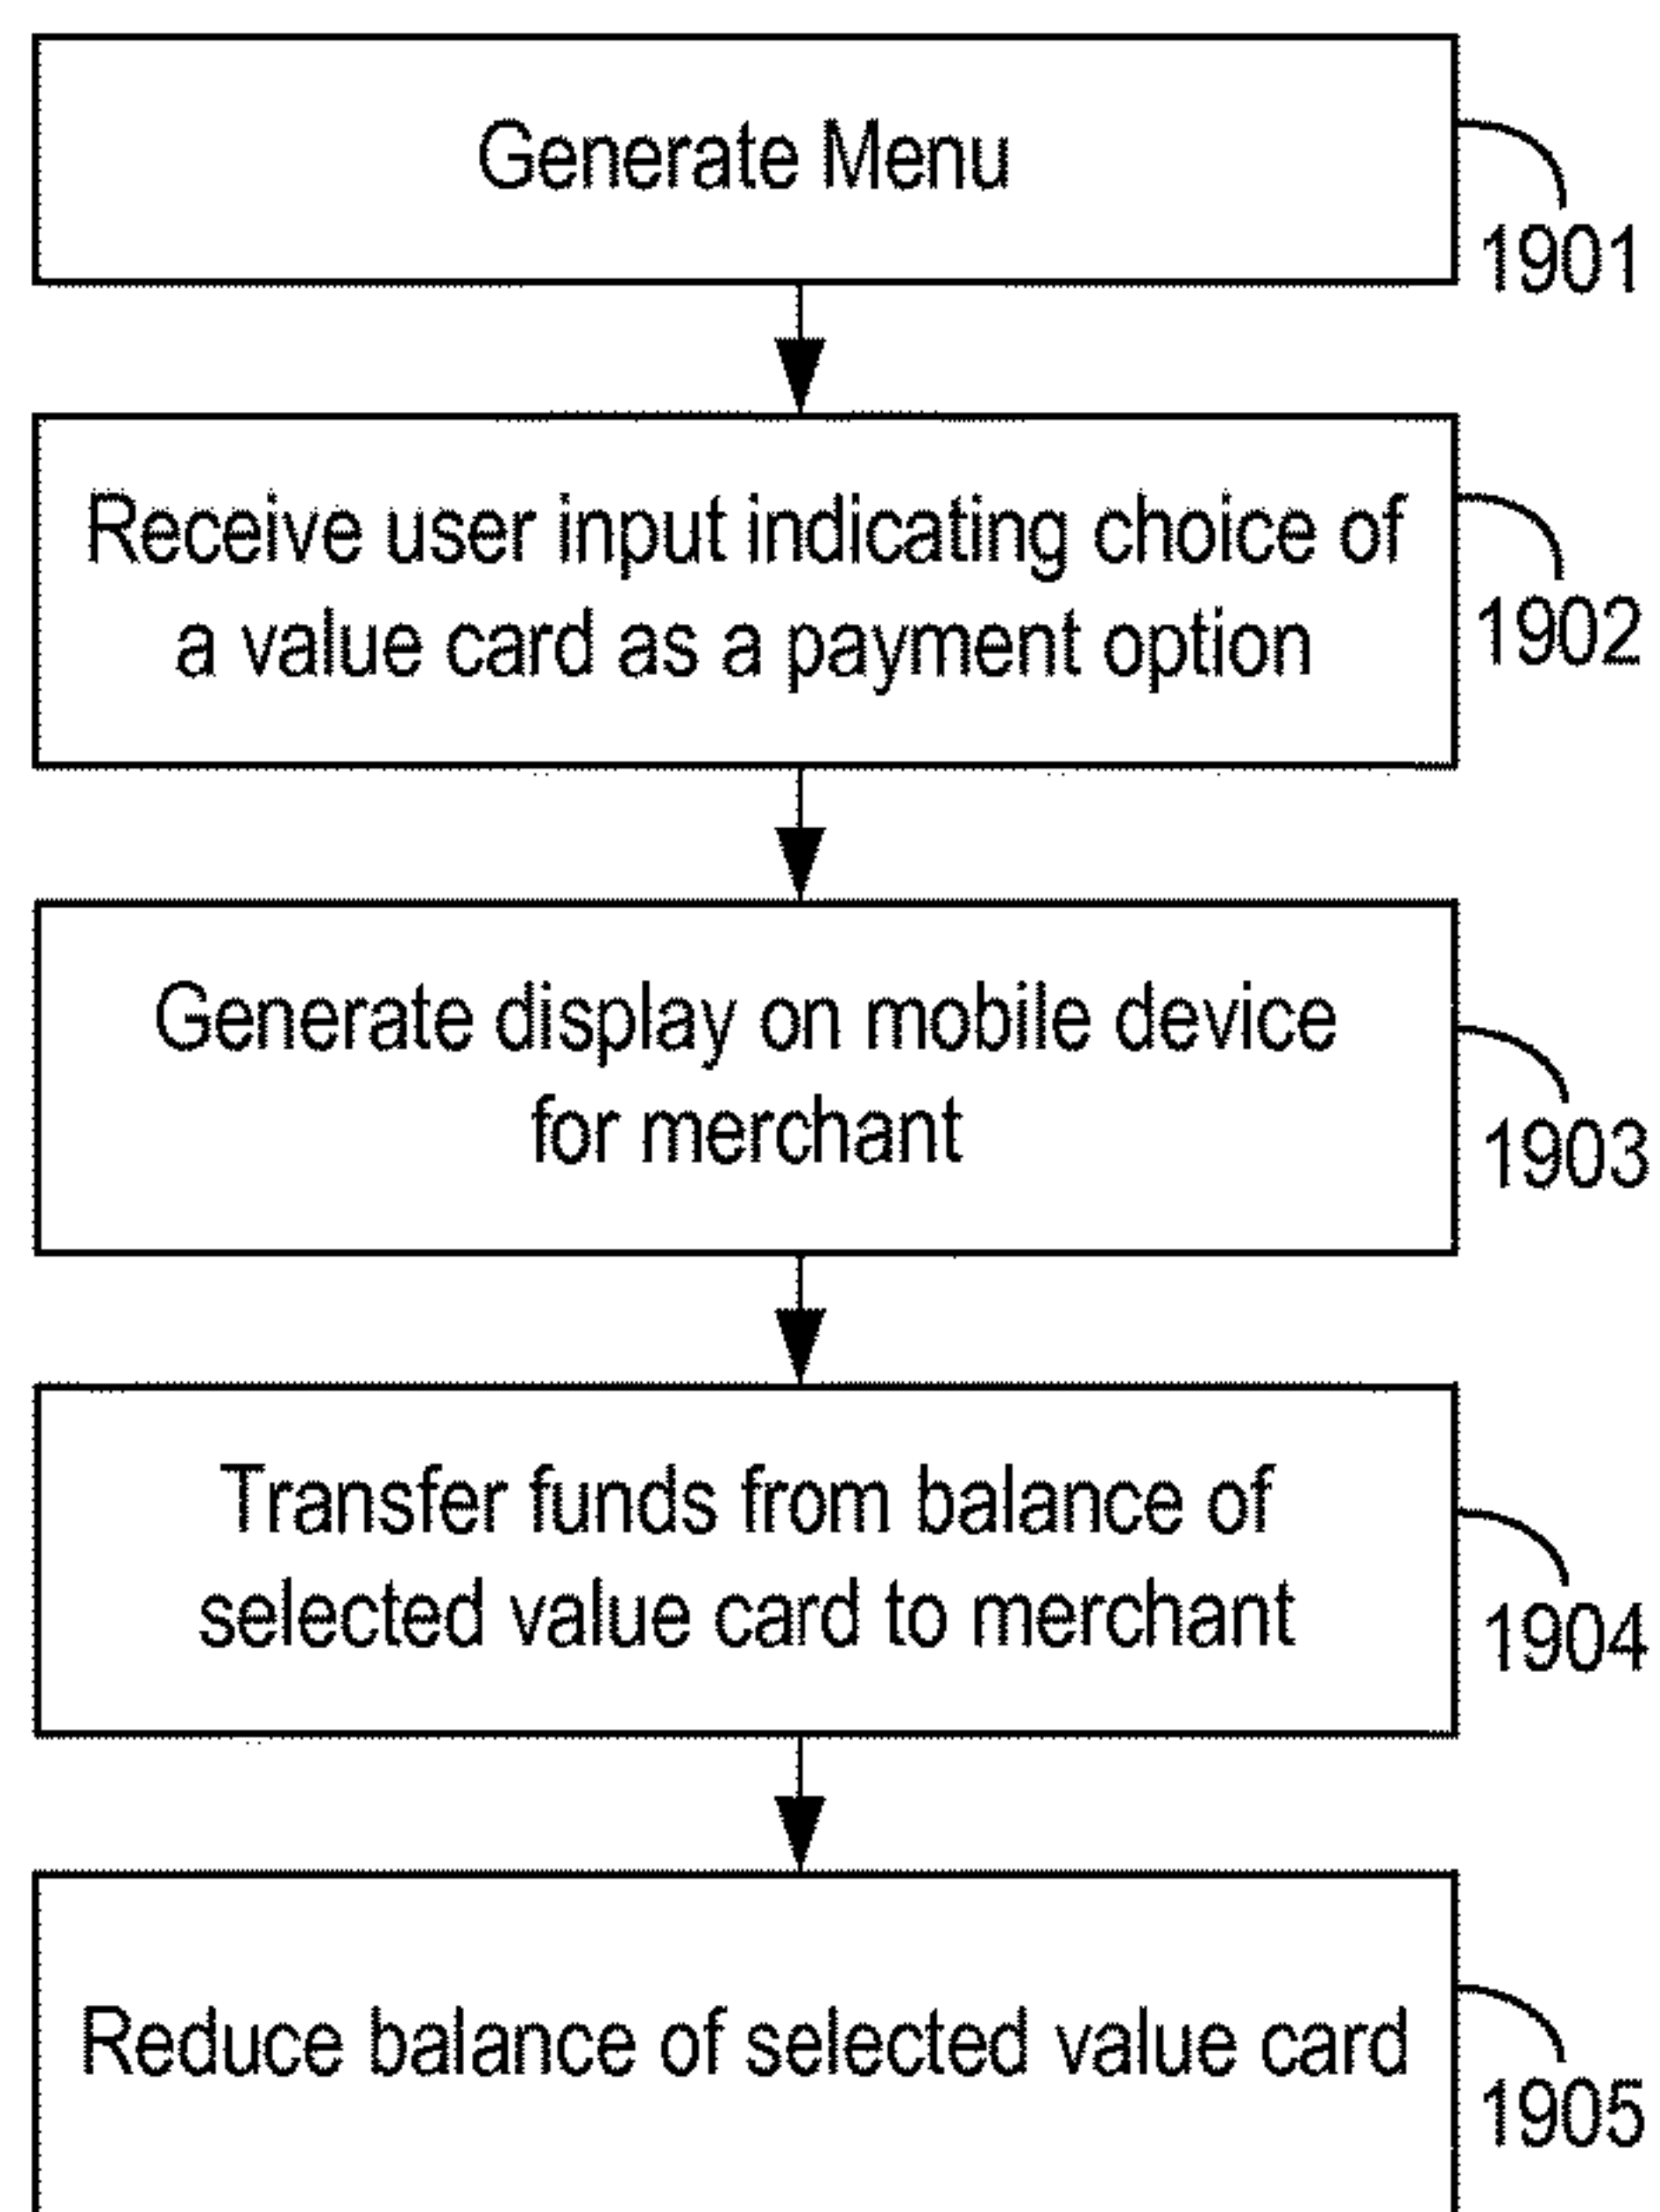 Generate Menu
1901
Receive user input indicating choice of
a value card as a payment option
1902
Generate display on mobile device
for merchant
1903
Transfer funds from balance of
selected value card to merchant
1904
Reduce balance of selected value card
1905